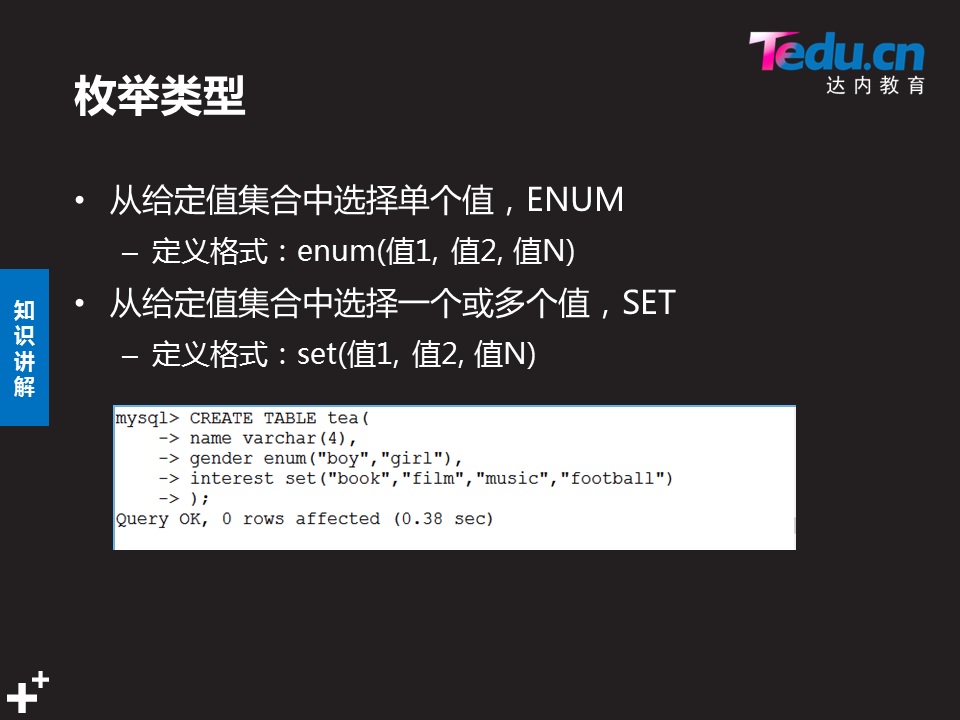 Tedu.cn
达内教育
枚举类型
• 从给定值集合中选择单个值，ENUM
– 定义格式：enum(值1, 值2, 值N)
• 从给定值集合中选择一个或多个值，SET
– 定义格式：set(值1, 值2, 值N)
知识讲解
mysql> CREATE TABLE tea(
    -> name varchar(4),
    -> gender enum("boy","girl"),
    -> interest set("book","film","music","football")
    -> );
Query OK, 0 rows affected (0.38 sec)